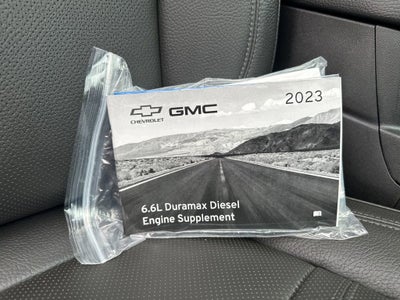 CHEVROLET
GMC
2023
6.6L Duramax Diesel
Engine Supplement